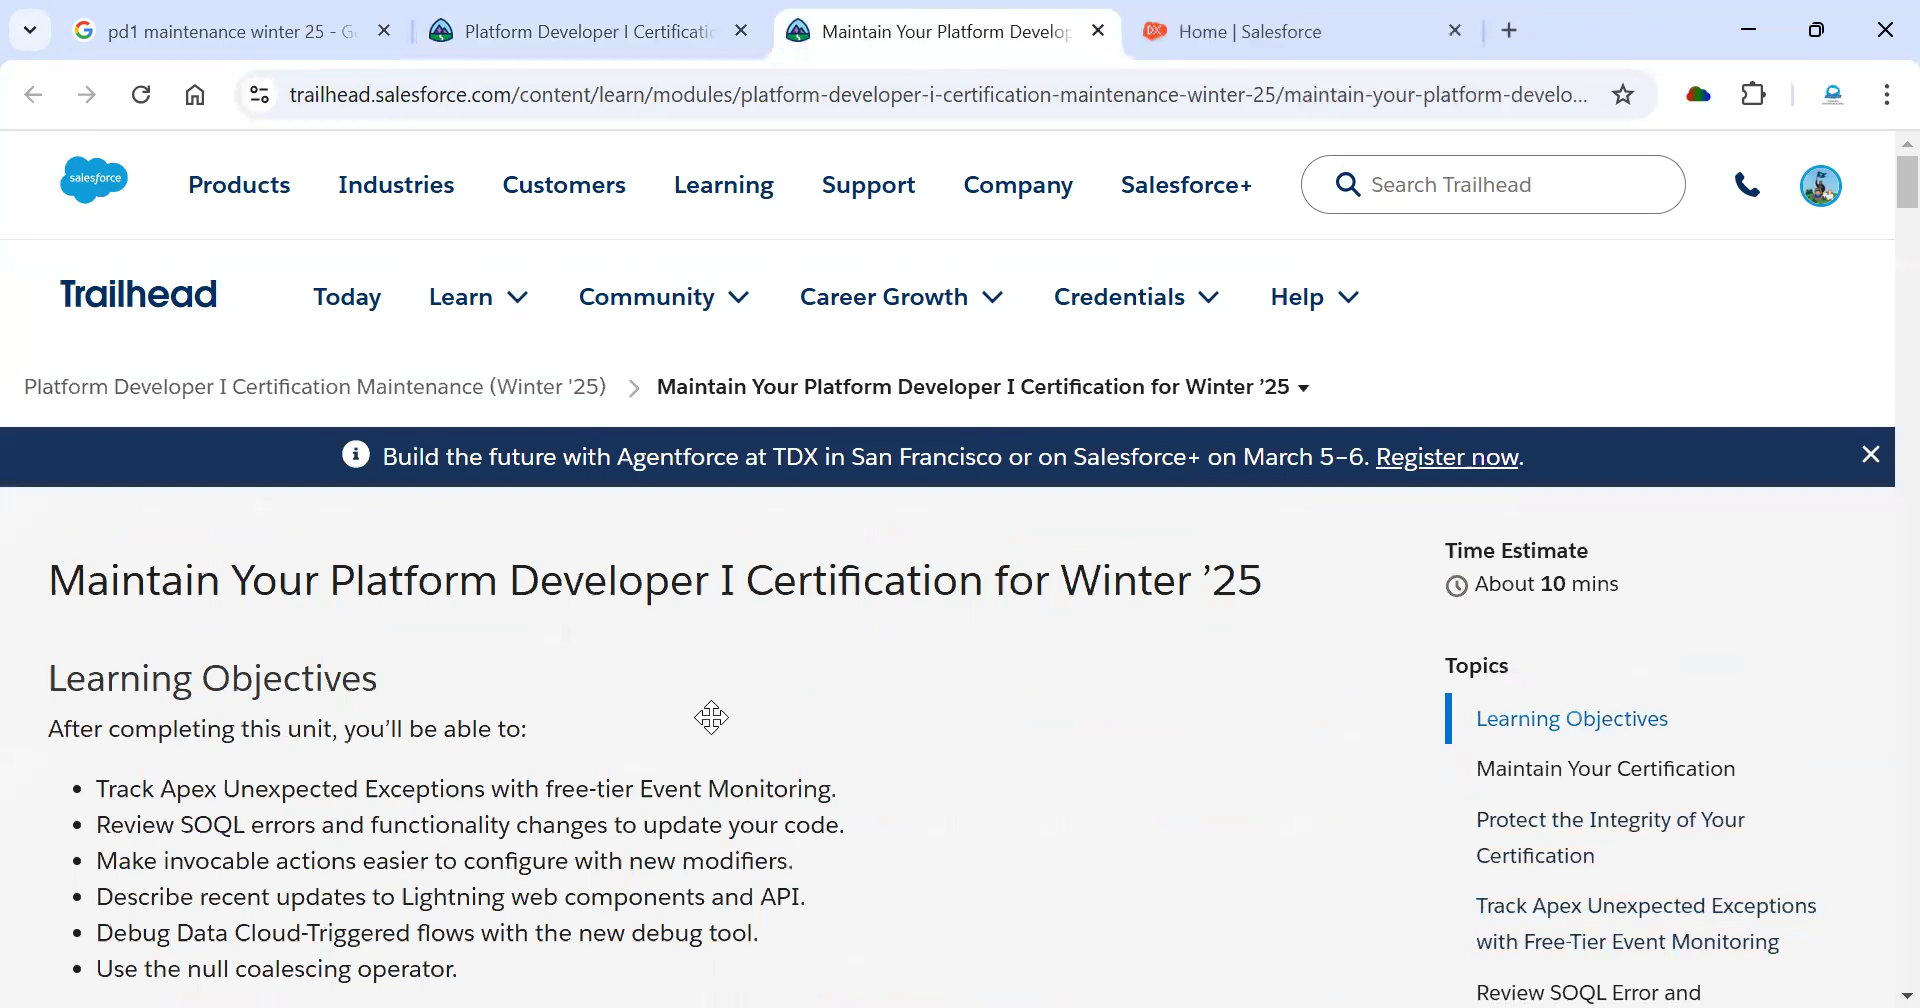 pd1 maintenance winter 25 - G
Platform Developer I Certificati
Maintain Your Platform Develop
Home | Salesforce
trailhead.salesforce.com/content/learn/modules/platform-developer-i-certification-maintenance-winter-25/maintain-your-platform-develo...
salesforce
Products
Industries
Customers
Learning
Support
Company
Salesforce+
Search Trailhead
Trailhead
Today
Learn
Community
Career Growth
Credentials
Help
Platform Developer I Certification Maintenance (Winter '25)
Maintain Your Platform Developer I Certification for Winter ’25
Build the future with Agentforce at TDX in San Francisco or on Salesforce+ on March 5–6. Register now.
Maintain Your Platform Developer I Certification for Winter ’25
Learning Objectives
After completing this unit, you’ll be able to:
• Track Apex Unexpected Exceptions with free-tier Event Monitoring.
• Review SOQL errors and functionality changes to update your code.
• Make invocable actions easier to configure with new modifiers.
• Describe recent updates to Lightning web components and API.
• Debug Data Cloud-Triggered flows with the new debug tool.
• Use the null coalescing operator.
Time Estimate
About 10 mins
Topics
Learning Objectives
Maintain Your Certification
Protect the Integrity of Your
Certification
Track Apex Unexpected Exceptions
with Free-Tier Event Monitoring
Review SOQL Error and